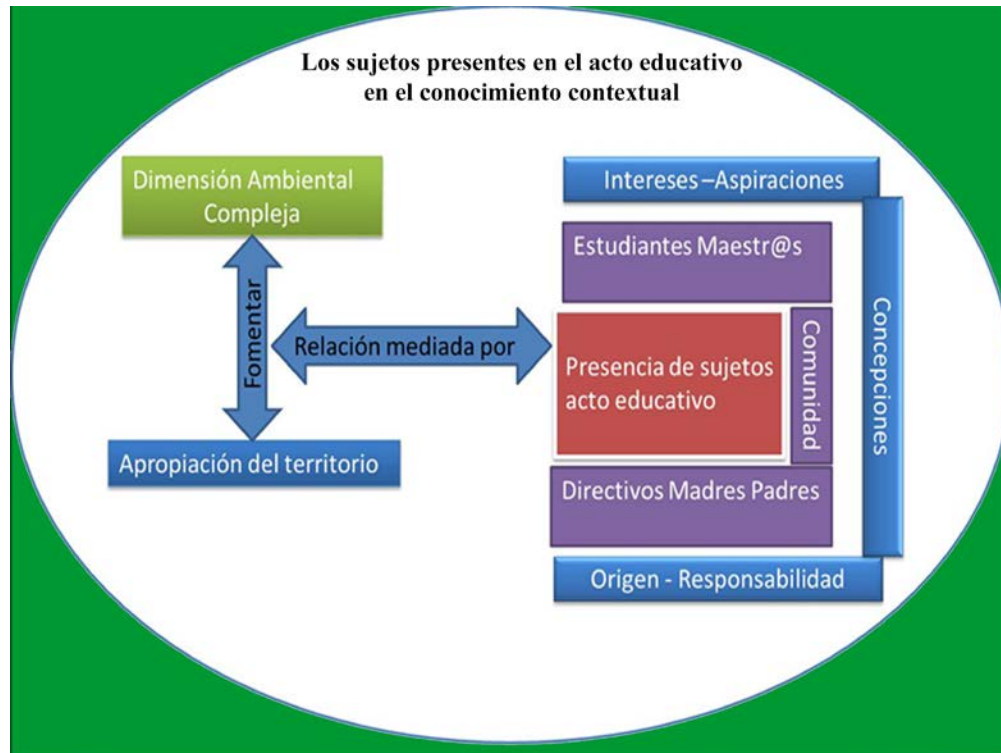 Los sujetos presentes en el acto educativo
en el conocimiento contextual
Dimensión Ambiental
Compleja
Fomentar
Apropiación del territorio
Relación mediada por
Intereses –Aspiraciones
Estudiantes Maestr@s
Presencia de sujetos
acto educativo
Comunidad
Concepciones
Directivos Madres Padres
Origen - Responsabilidad